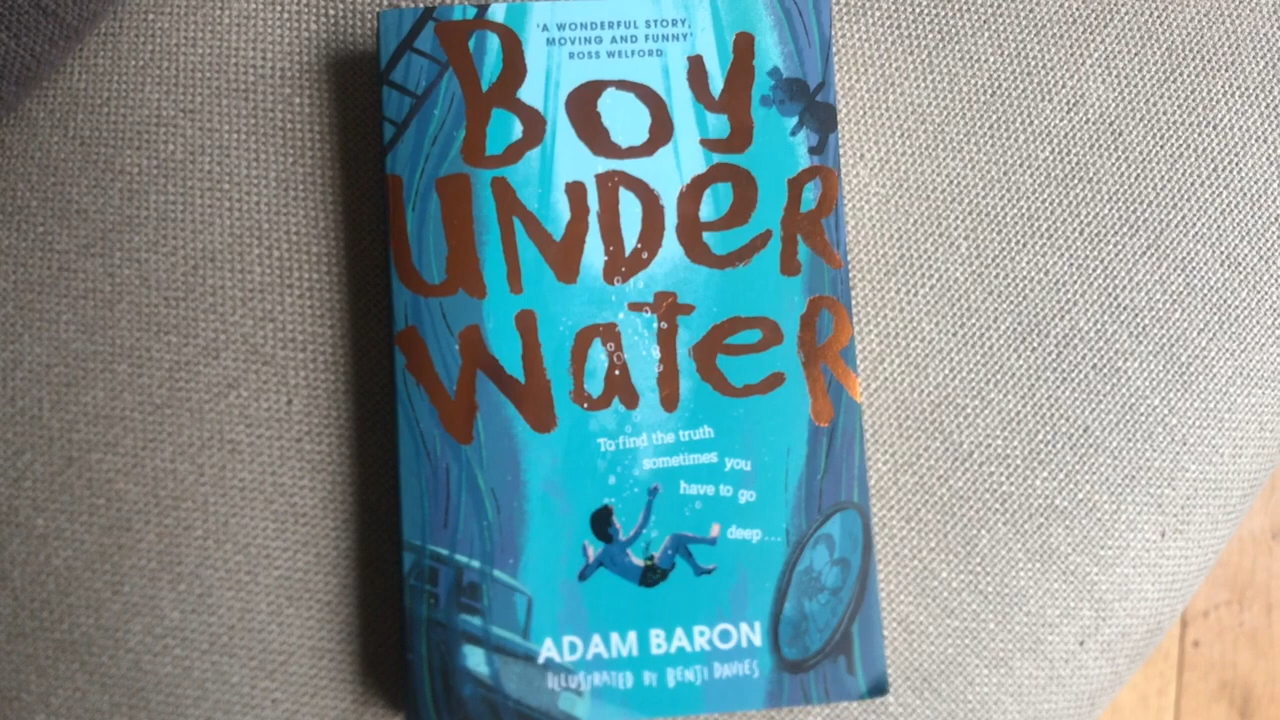 'A WONDERFUL STORY,
MOVING AND FUNNY'
ROSS WELFORD
BOY
UNDER
WATER
To find the truth
sometimes you
have to go
deep...
ADAM BARON
ILLUSTRATED BY BENJI DAVIES